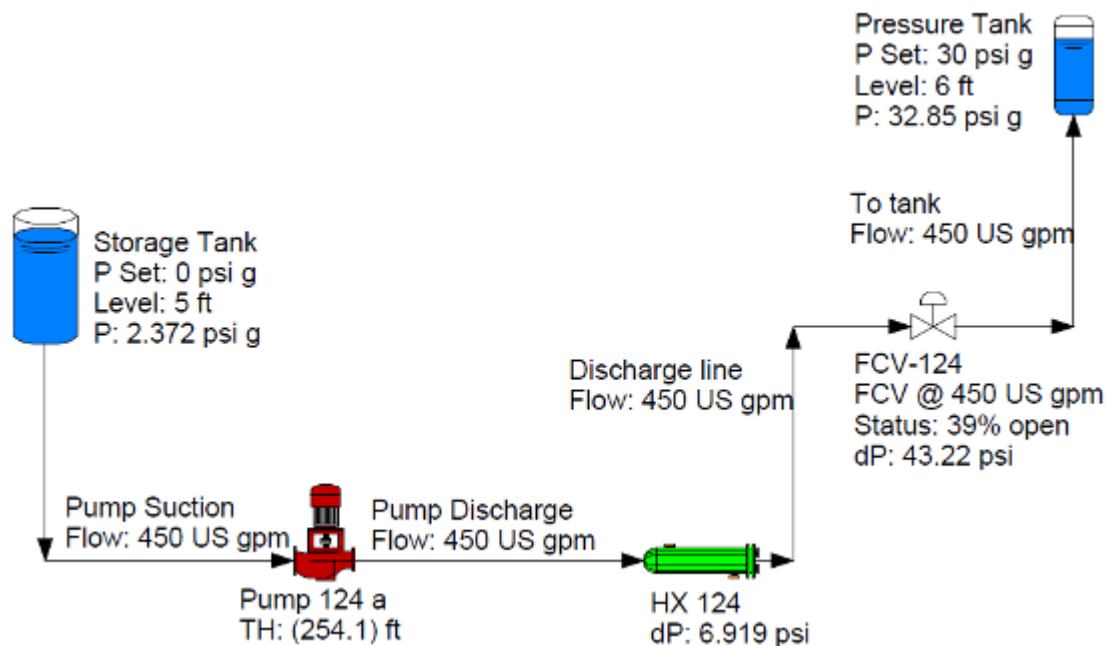 Pressure Tank
P Set: 30 psi g
Level: 6 ft
P: 32.85 psi g
To tank
Flow: 450 US gpm
Storage Tank
P Set: 0 psi g
Level: 5 ft
P: 2.372 psi g
Discharge line
Flow: 450 US gpm
FCV-124
FCV @ 450 US gpm
Status: 39% open
dP: 43.22 psi
Pump Suction
Flow: 450 US gpm
Pump Discharge
Flow: 450 US gpm
Pump 124 a
TH: (254.1) ft
HX 124
dP: 6.919 psi